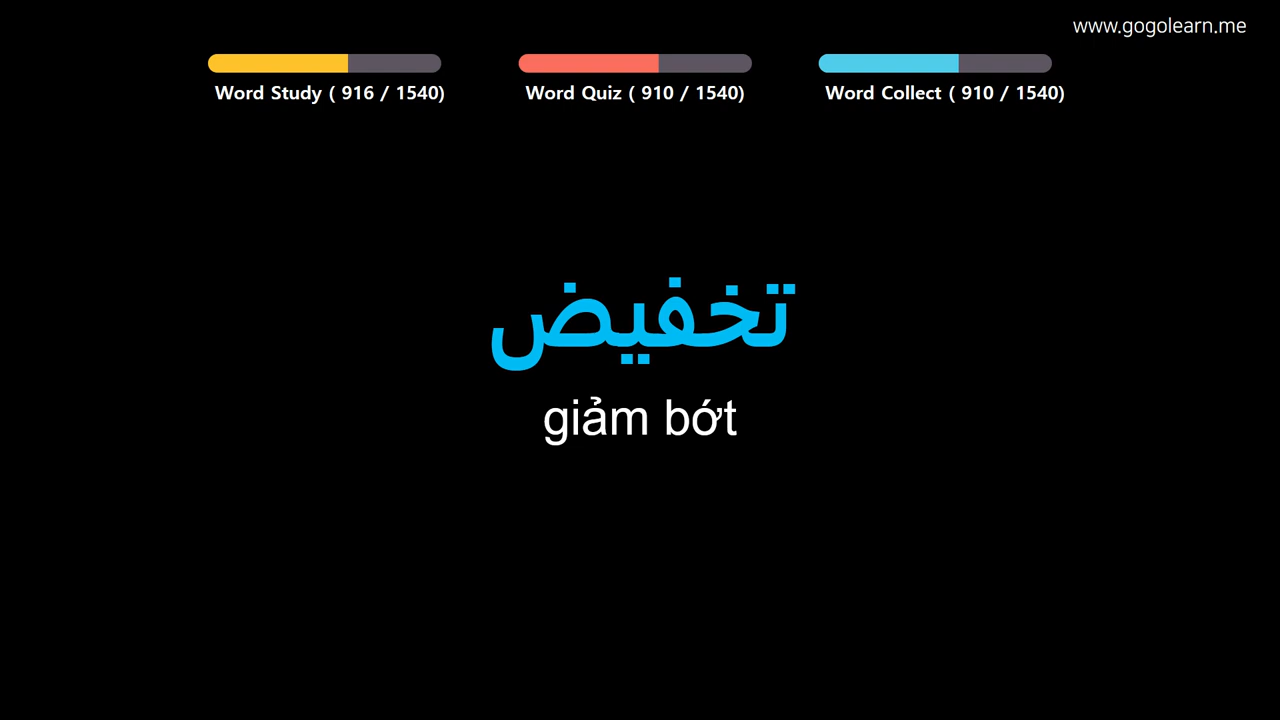 www.gogolearn.me
Word Study ( 916 / 1540)
Word Quiz ( 910 / 1540)
Word Collect ( 910 / 1540)
تخفيض
giảm bớt